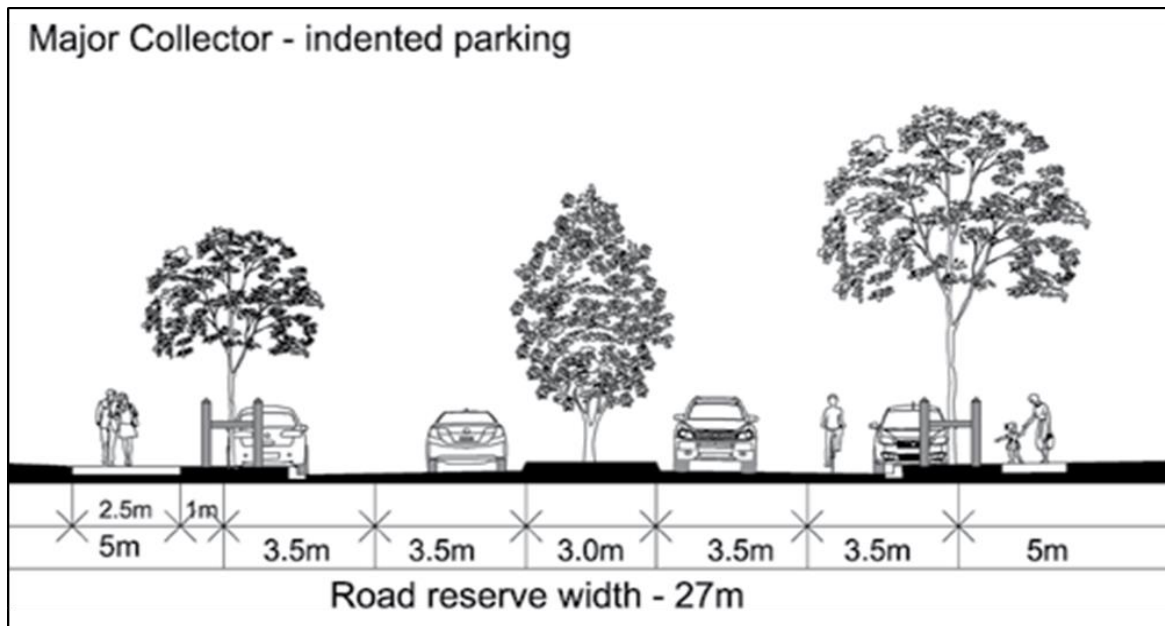 Major Collector - indented parking
2.5m 1m
5m 3.5m 3.5m 3.0m 3.5m 3.5m 5m
Road reserve width - 27m